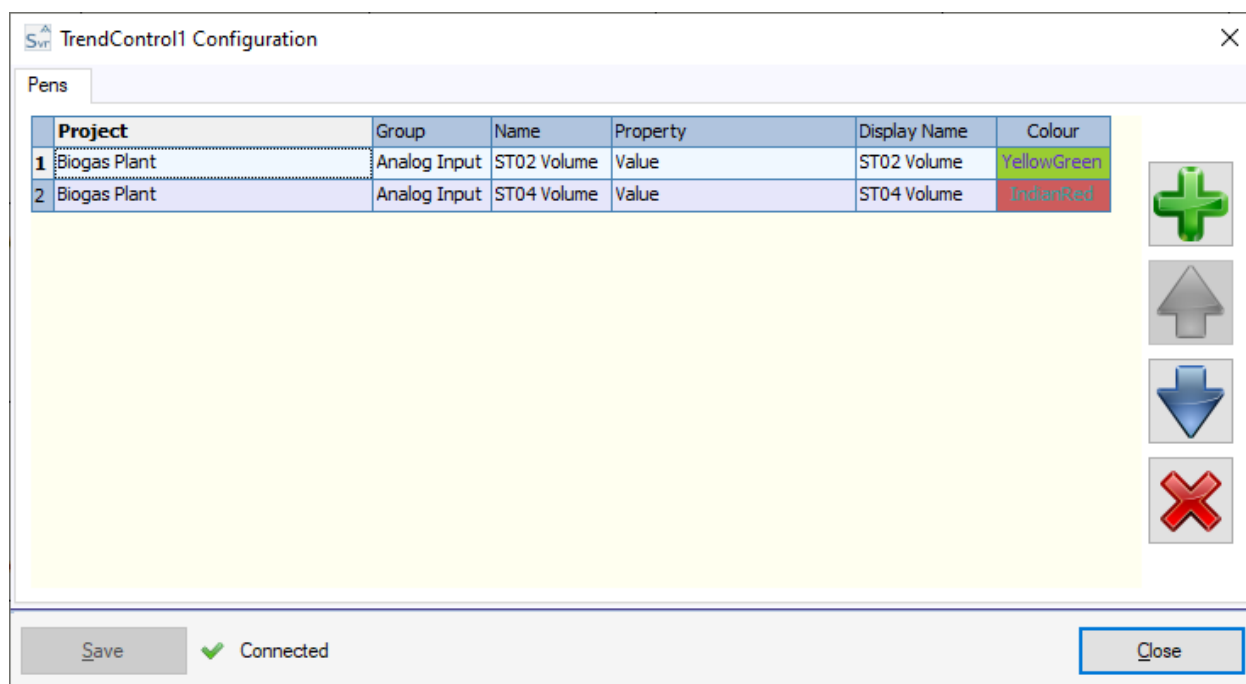 Svr TrendControl1 Configuration
Pens
Project Group Name Property Display Name Colour
1 Biogas Plant Analog Input ST02 Volume Value ST02 Volume YellowGreen
2 Biogas Plant Analog Input ST04 Volume Value ST04 Volume IndianRed
Save Connected Close